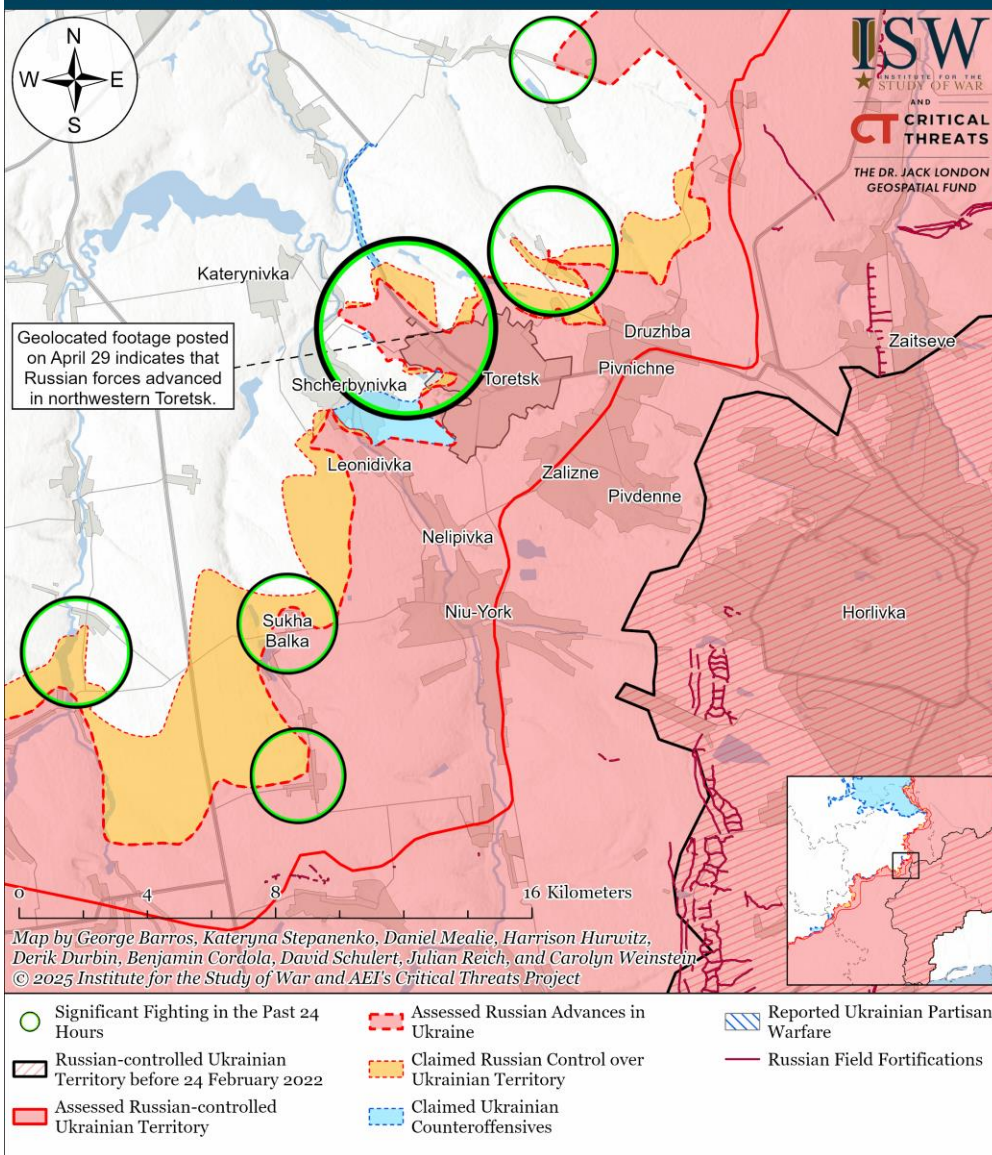 N
W
E
S
ISW
INSTITUTE FOR THE
STUDY OF WAR
AND
CT CRITICAL
THREATS
THE DR. JACK LONDON
GEOSPATIAL FUND
Katerynivka
Geolocated footage posted
on April 29 indicates that
Russian forces advanced
in northwestern Toretsk.
Druzhba
Zaitseve
Pivnichne
Shcherbynivka
Toretsk
Leonidivka
Zalizne
Pivdenne
Nelipivka
Niu-York
Horlivka
Sukha
Balka
0 4 8 16 Kilometers
Map by George Barros, Kateryna Stepanenko, Daniel Mealie, Harrison Hurwitz,
Derik Durbin, Benjamin Cordola, David Schulert, Julian Reich, and Carolyn Weinstein
© 2025 Institute for the Study of War and AEI's Critical Threats Project
Significant Fighting in the Past 24
Hours
Russian-controlled Ukrainian
Territory before 24 February 2022
Assessed Russian-controlled
Ukrainian Territory
Assessed Russian Advances in
Ukraine
Claimed Russian Control over
Ukrainian Territory
Claimed Ukrainian
Counteroffensives
Reported Ukrainian Partisan
Warfare
Russian Field Fortifications